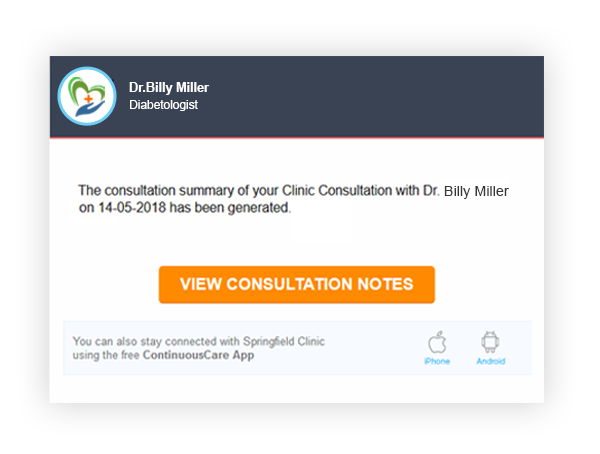 Dr.Billy Miller
Diabetologist
The consultation summary of your Clinic Consultation with Dr. Billy Miller
on 14-05-2018 has been generated.
VIEW CONSULTATION NOTES
You can also stay connected with Springfield Clinic
using the free ContinuousCare App
iPhone
Android